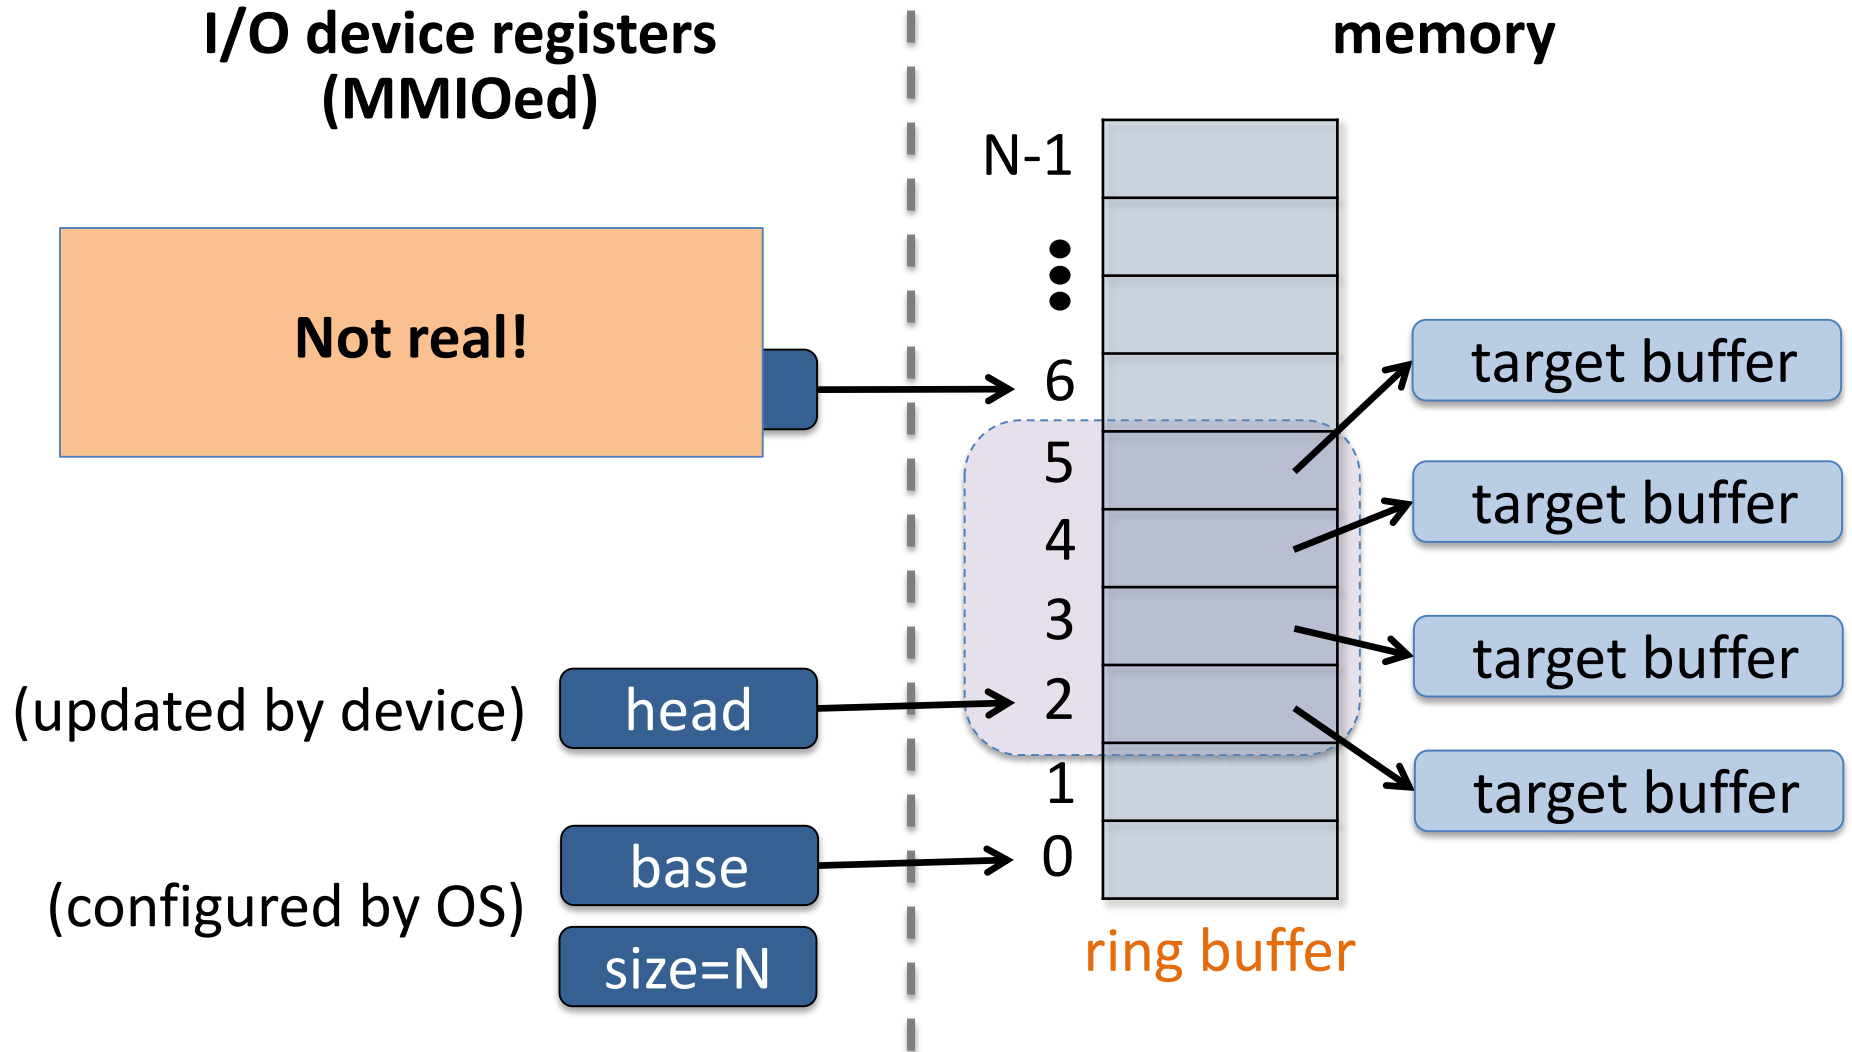 I/O device registers
(MMIOed)
memory
N-1
Not real!
6
target buffer
5
target buffer
4
3
target buffer
(updated by device)
head
2
target buffer
1
base
0
(configured by OS)
size=N
ring buffer